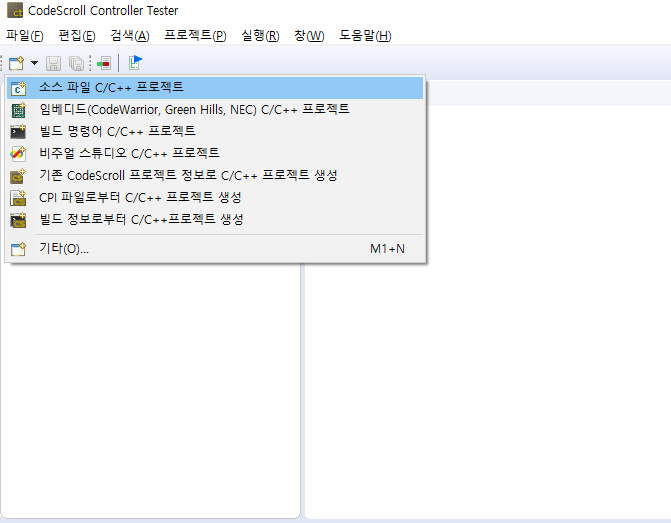 CodeScroll Controller Tester
파일(F) 편집(E) 검색(A) 프로젝트(P) 실행(R) 창(W) 도움말(H)
소스 파일 C/C++ 프로젝트
임베디드(CodeWarrior, Green Hills, NEC) C/C++ 프로젝트
빌드 명령어 C/C++ 프로젝트
비주얼 스튜디오 C/C++ 프로젝트
기존 CodeScroll 프로젝트 정보로 C/C++ 프로젝트 생성
CPI 파일로부터 C/C++ 프로젝트 생성
빌드 정보로부터 C/C++프로젝트 생성
기타(O)... M1+N